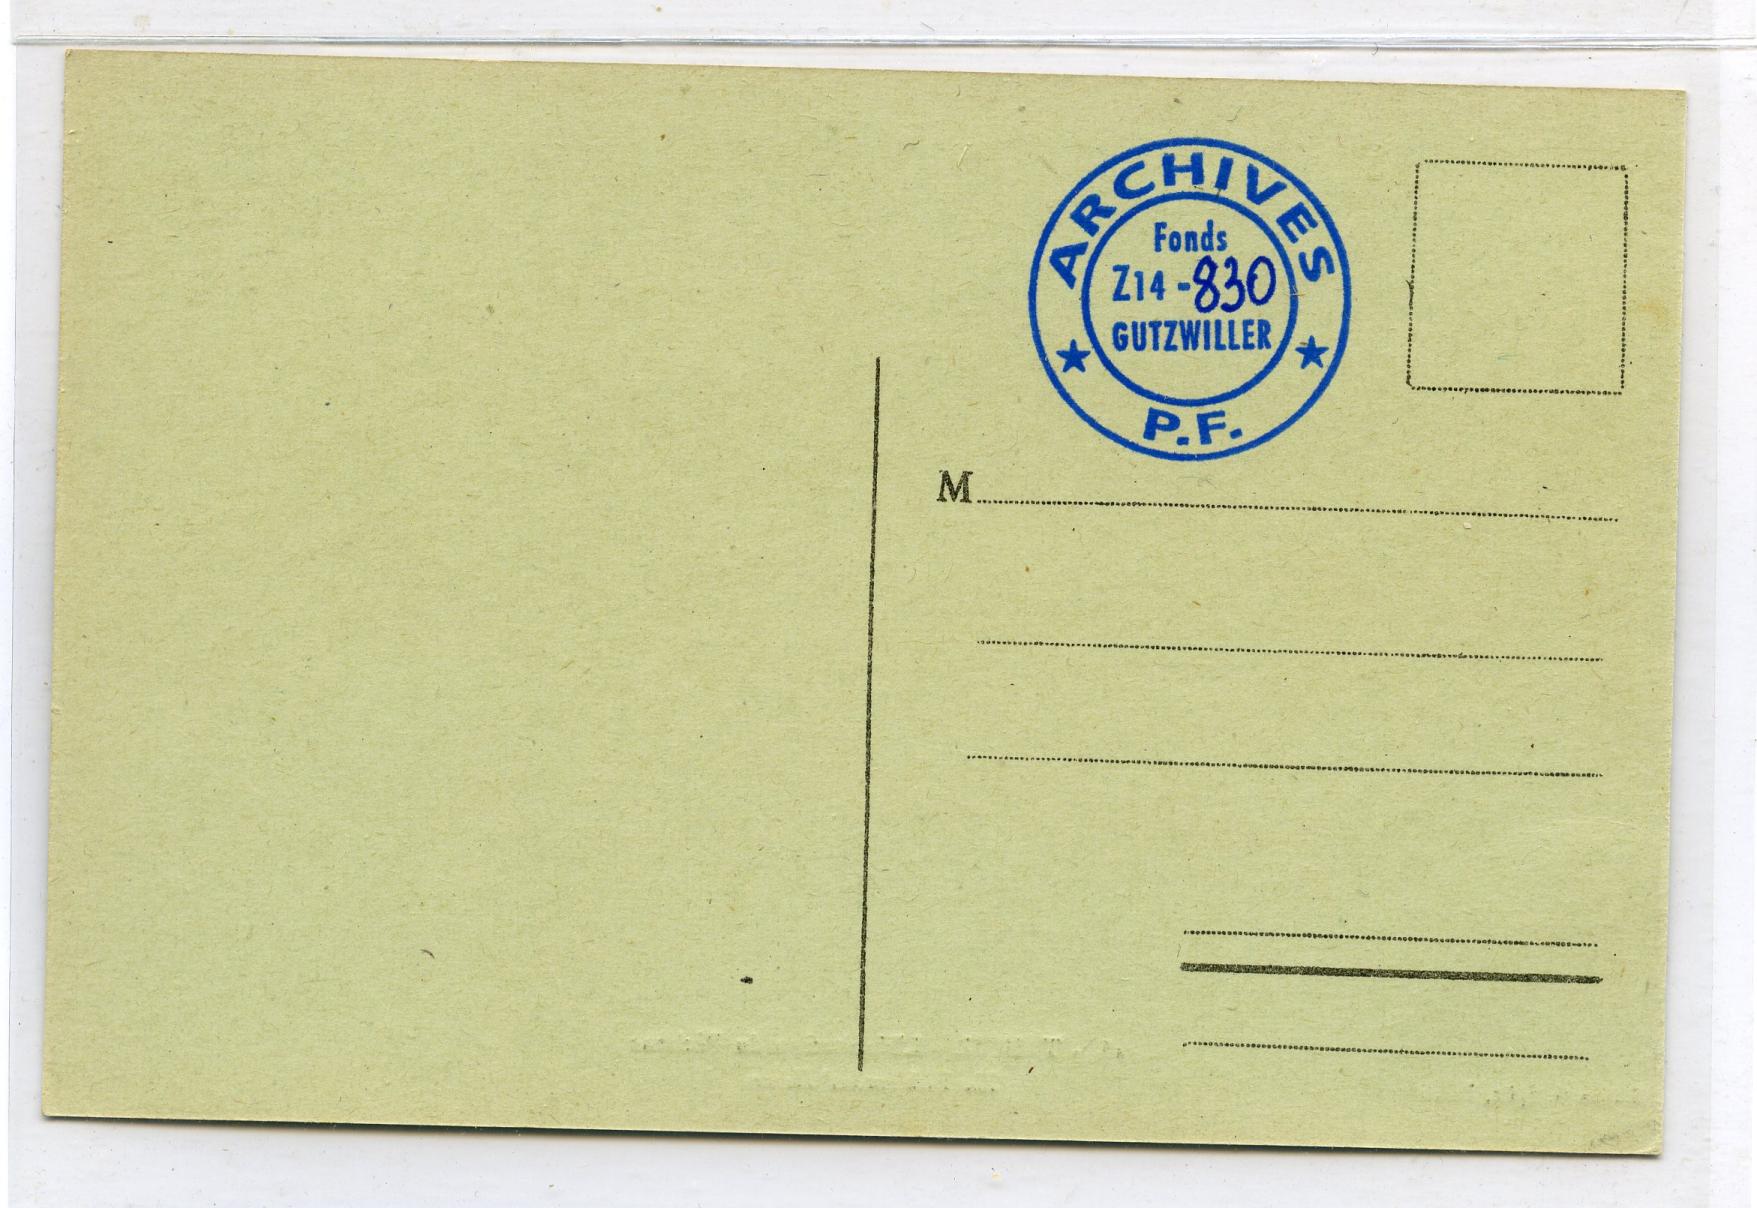 ARCHIVES
Fonds
Z14 - 830
GUTZWILLER
P.F.
M